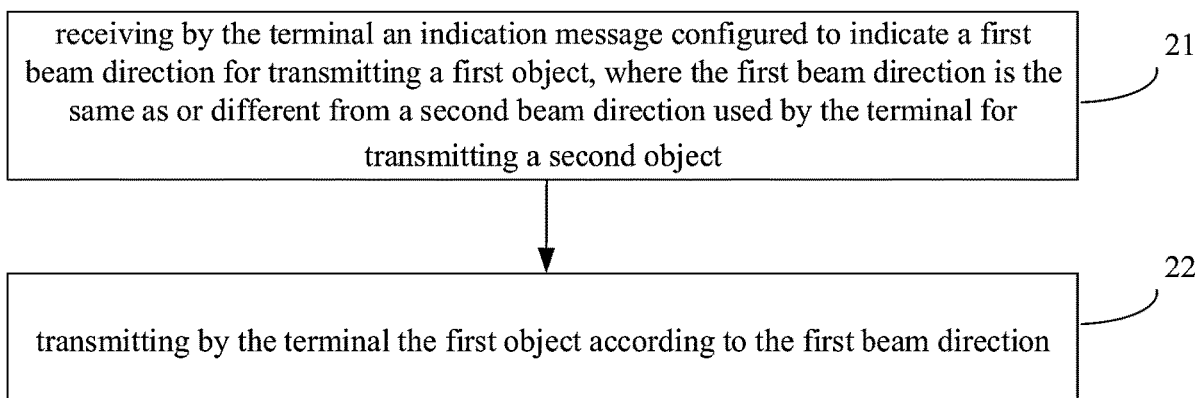 receiving by the terminal an indication message configured to indicate a first
beam direction for transmitting a first object, where the first beam direction is the
same as or different from a second beam direction used by the terminal for
transmitting a second object
21
transmitting by the terminal the first object according to the first beam direction
22